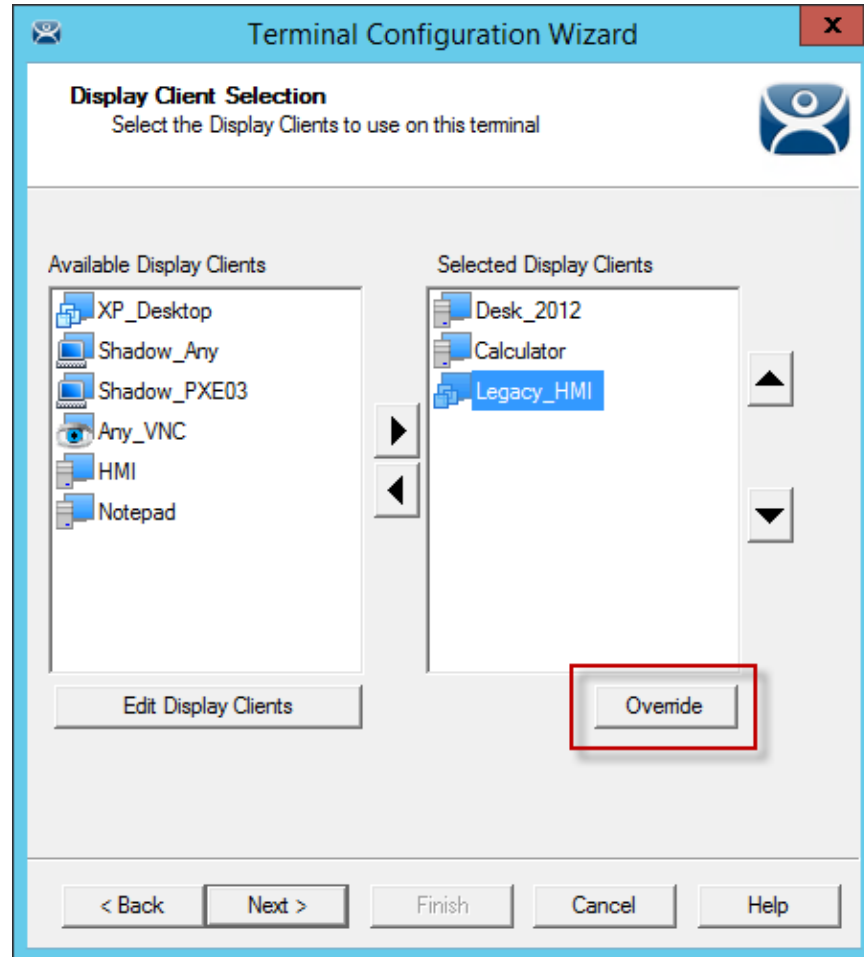 Terminal Configuration Wizard
x
Display Client Selection
Select the Display Clients to use on this terminal
Available Display Clients
XP_Desktop
Shadow_Any
Shadow_PXE03
Any_VNC
HMI
Notepad
Edit Display Clients
Selected Display Clients
Desk_2012
Calculator
Legacy_HMI
Override
< Back
Next >
Finish
Cancel
Help